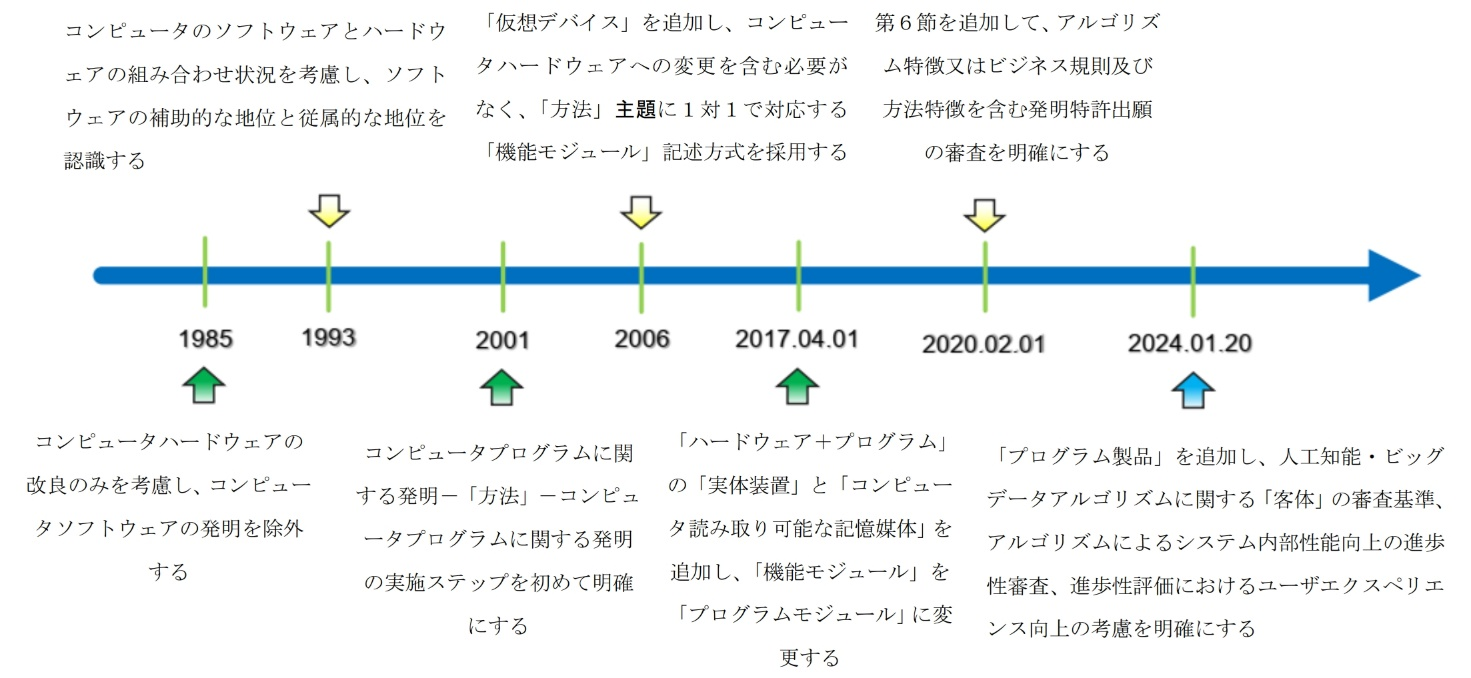 コンピュータのソフトウェアとハードウ
ェアの組み合わせ状況を考慮し、ソフト
ウェアの補助的な地位と従属的な地位を
認識する
「仮想デバイス」を追加し、コンピュー
タハードウェアへの変更を含む必要が
なく、「方法」主題に１対１で対応する
「機能モジュール」記述方式を採用する
第６節を追加して、アルゴリズ
ム特徴又はビジネス規則及び
方法特徴を含む発明特許出願
の審査を明確にする
1985
1993
2001
2006
2017.04.01
2020.02.01
2024.01.20
コンピュータハードウェアの
改良のみを考慮し、コンピュー
タソフトウェアの発明を除外
する
コンピュータプログラムに関
する発明－「方法」－コンピュ
ータプログラムに関する発明
の実施ステップを初めて明確
にする
「ハードウェア＋プログラム」
の「実体装置」と「コンピュー
タ読み取り可能な記憶媒体」を
追加し、「機能モジュール」を
「プログラムモジュール」に変
更する
「プログラム製品」を追加し、人工知能・ビッグ
データアルゴリズムに関する「客体」の審査基準、
アルゴリズムによるシステム内部性能向上の進歩
性審査、進歩性評価におけるユーザエクスペリエ
ンス向上の考慮を明確にする